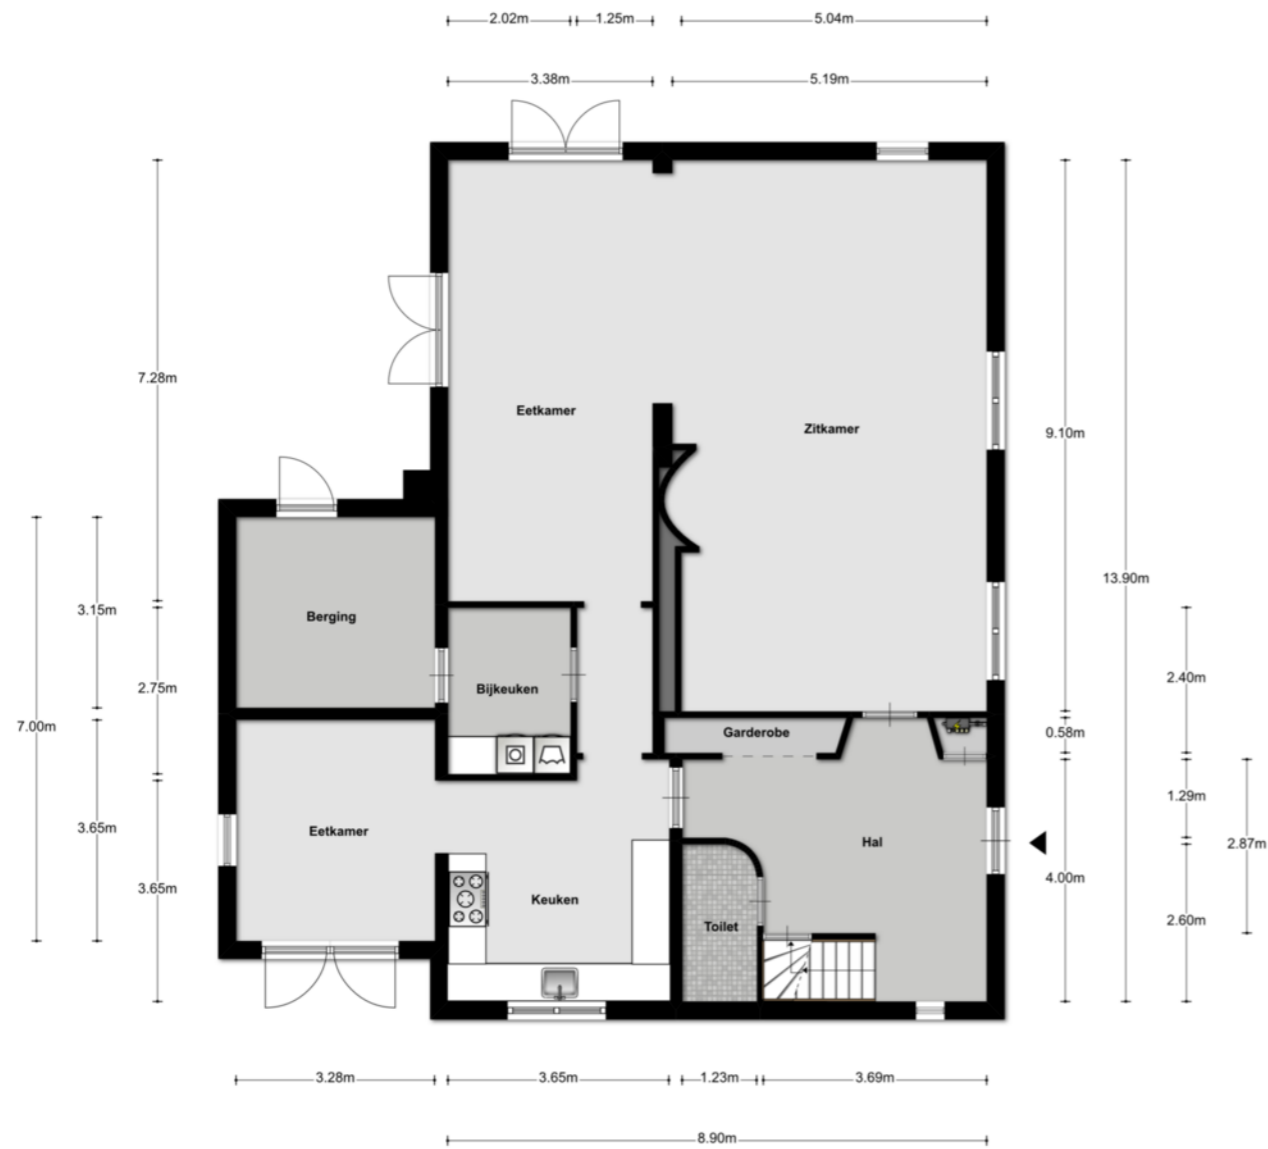 2.02m 1.25m 5.04m
3.38m 5.19m
7.28m
Eetkamer
Zitkamer
9.10m
13.90m
3.15m
Berging
2.40m
2.75m
Bijkeuken
7.00m
Garderobe
0.58m
1.29m
3.65m
Eetkamer
Hal
2.87m
4.00m
3.65m
Keuken
Toilet
2.60m
3.28m 3.65m 1.23m 3.69m
8.90m